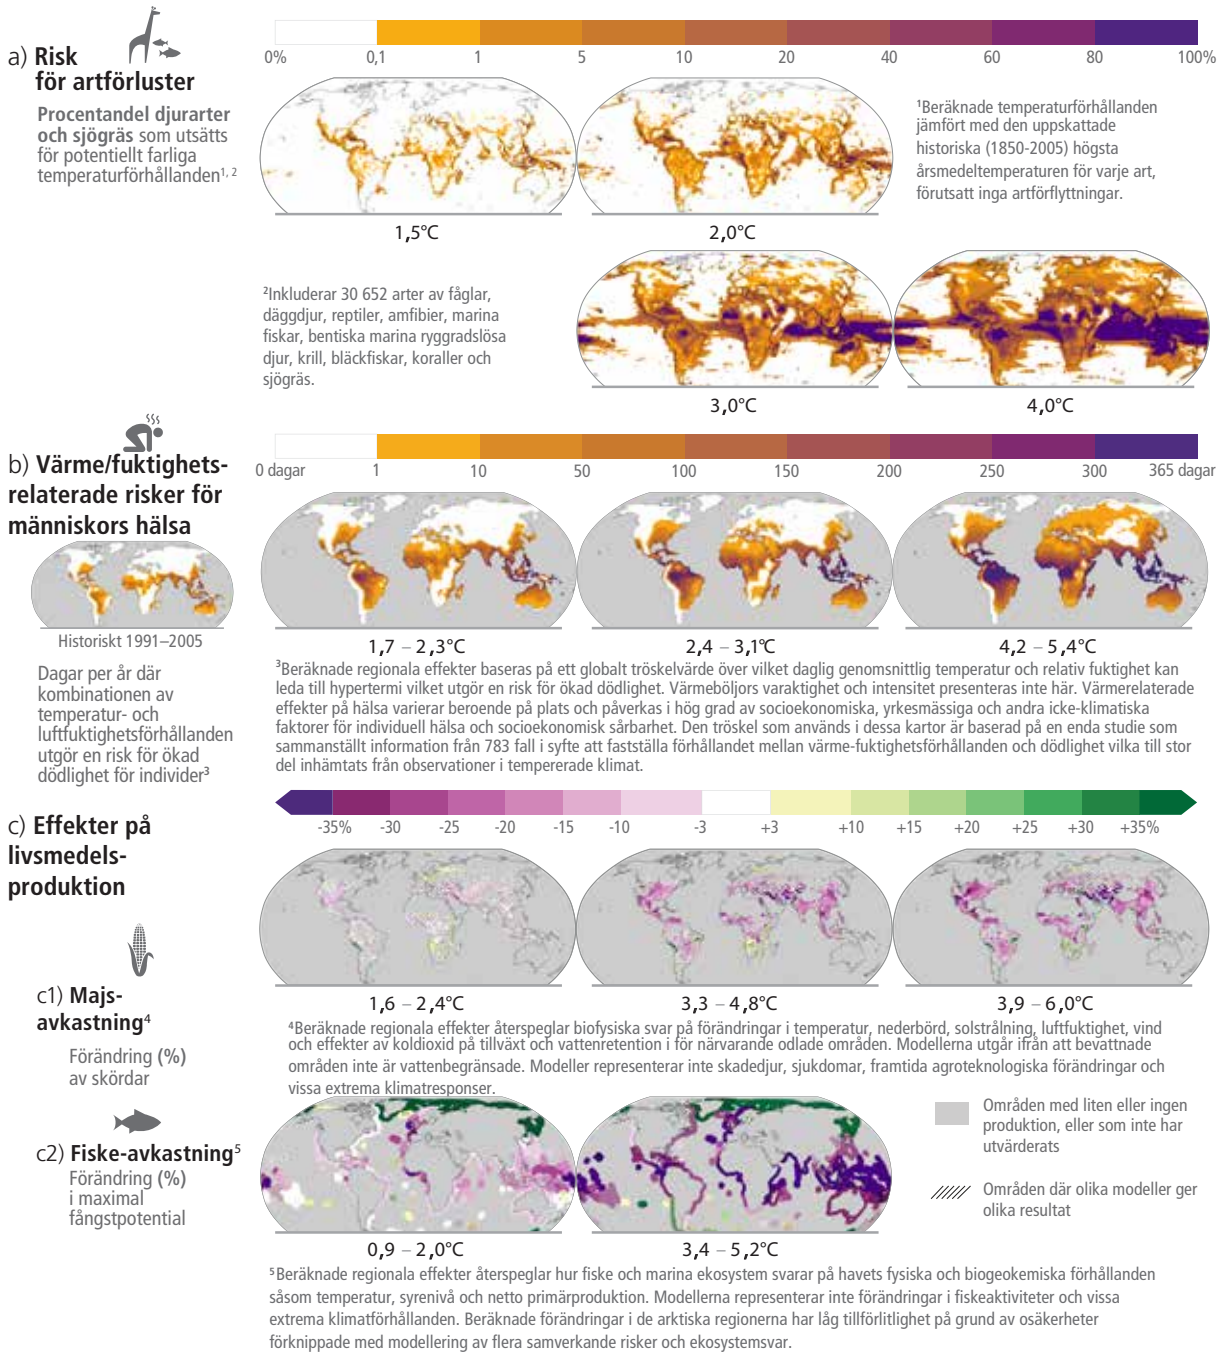 a) Risk
för artförluster
Procentandel djurarter
och sjögräs som utsätts
för potentiellt farliga
temperaturförhållanden1, 2
0%
0,1
1
5
10
20
40
60
80
100%
1,5°C
2,0°C
1Beräknade temperaturförhållanden
jämfört med den uppskattade
historiska (1850-2005) högsta
årsmedeltemperaturen för varje art,
förutsatt inga artförflyttningar.
2Inkluderar 30 652 arter av fåglar,
däggdjur, reptiler, amfibier, marina
fiskar, bentiska marina ryggradslösa
djur, krill, bläckfiskar, koraller och
sjögräs.
3,0°C
4,0°C
b) Värme/fuktighets-
relaterade risker för
människors hälsa
0 dagar
1
10
50
100
150
200
250
300
365 dagar
Historiskt 1991–2005
Dagar per år där
kombinationen av
temperatur- och
luftfuktighetsförhållanden
utgör en risk för ökad
dödlighet för individer3
1,7 – 2,3°C
2,4 – 3,1°C
4,2 – 5,4°C
3Beräknade regionala effekter baseras på ett globalt tröskelvärde över vilket daglig genomsnittlig temperatur och relativ fuktighet kan
leda till hypertermi vilket utgör en risk för ökad dödlighet. Värmeböljors varaktighet och intensitet presenteras inte här. Värmerelaterade
effekter på hälsa varierar beroende på plats och påverkas i hög grad av socioekonomiska, yrkesmässiga och andra icke-klimatiska
faktorer för individuell hälsa och socioekonomisk sårbarhet. Den tröskel som används i dessa kartor är baserad på en enda studie som
sammanställt information från 783 fall i syfte att fastställa förhållandet mellan värme-fuktighetsförhållanden och dödlighet vilka till stor
del inhämtats från observationer i tempererade klimat.
c) Effekter på
livsmedels-
produktion
-35%
-30
-25
-20
-15
-10
-3
+3
+10
+15
+20
+25
+30
+35%
c1) Majs-
avkastning4
Förändring (%)
av skördar
1,6 – 2,4°C
3,3 – 4,8°C
3,9 – 6,0°C
4Beräknade regionala effekter återspeglar biofysiska svar på förändringar i temperatur, nederbörd, solstrålning, luftfuktighet, vind
och effekter av koldioxid på tillväxt och vattenretention i för närvarande odlade områden. Modellerna utgår ifrån att bevattnade
områden inte är vattenbegränsade. Modeller representerar inte skadedjur, sjukdomar, framtida agroteknologiska förändringar och
vissa extrema klimatresponser.
c2) Fiske-avkastning5
Förändring (%)
i maximal
fångstpotential
0,9 – 2,0°C
3,4 – 5,2°C
Områden med liten eller ingen
produktion, eller som inte har
utvärderats
Områden där olika modeller ger
olika resultat
5Beräknade regionala effekter återspeglar hur fiske och marina ekosystem svarar på havets fysiska och biogeokemiska förhållanden
såsom temperatur, syrenivå och netto primärproduktion. Modellerna representerar inte förändringar i fiskeaktiviteter och vissa
extrema klimatförhållanden. Beräknade förändringar i de arktiska regionerna har låg tillförlitlighet på grund av osäkerheter
förknippade med modellering av flera samverkande risker och ekosystemsvar.